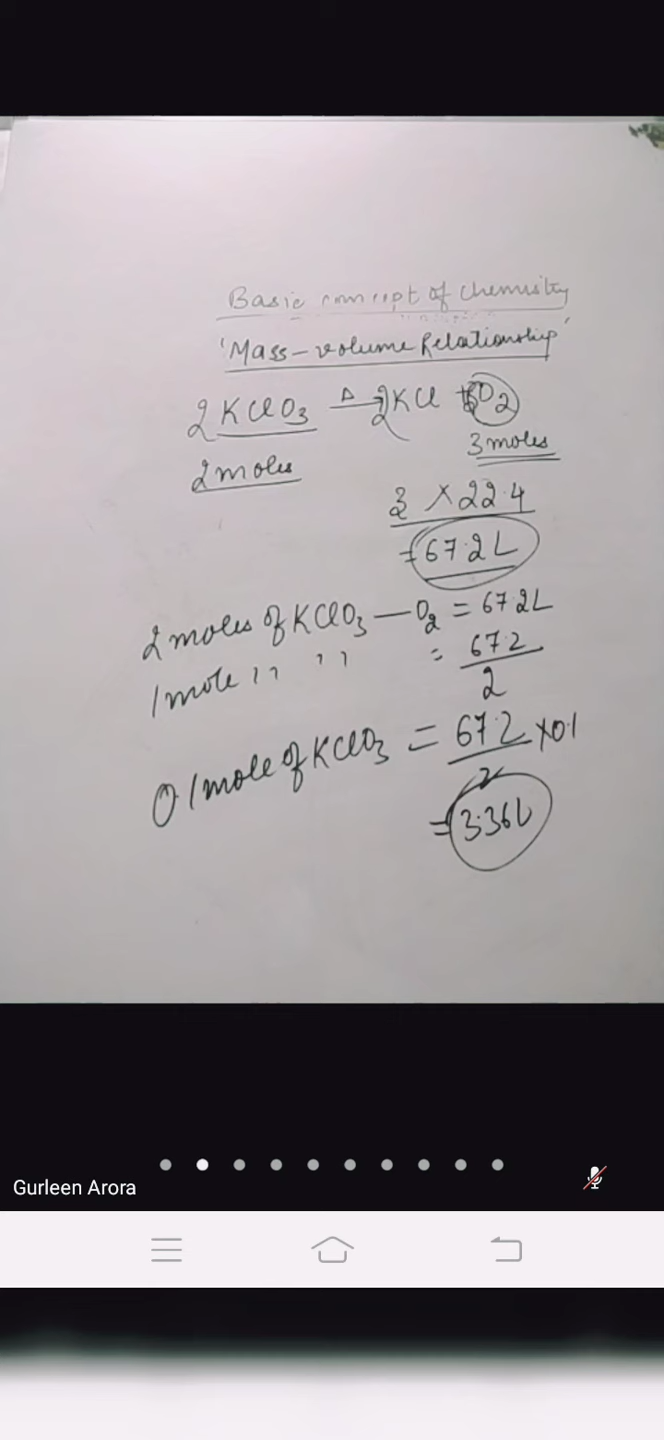 Basic concept of Chemistry
'Mass-volume Relationship'
2KClO3 Δ→ 2KCl + 3O2
2 moles 3 moles
3 × 22.4
= 67.2 L
2 moles of KClO3 — O2 = 67.2L
1 mole ,, ,, = 67.2
2
0.1 mole of KClO3 = 67.2 × 0.1
2
= 3.36L
Gurleen Arora